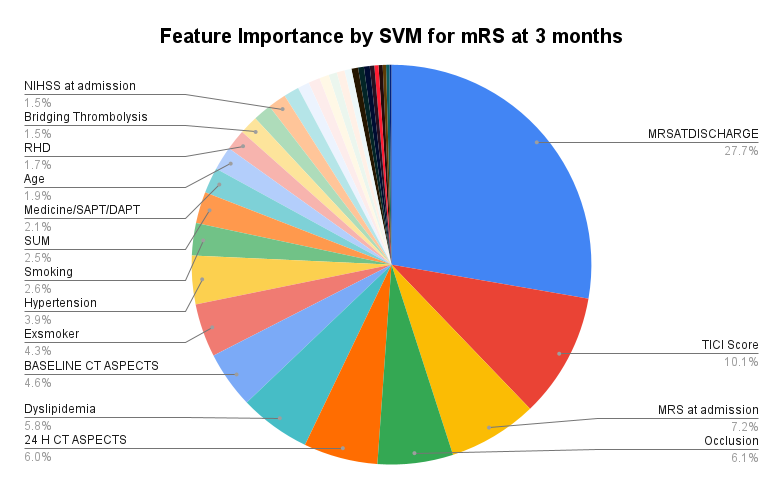 Feature Importance by SVM for mRS at 3 months
NIHSS at admission
1.5%
Bridging Thrombolysis
1.5%
RHD
1.7%
Age
1.9%
Medicine/SAPT/DAPT
2.1%
SUM
2.5%
Smoking
2.6%
Hypertension
3.9%
Exsmoker
4.3%
BASELINE CT ASPECTS
4.6%
Dyslipidemia
5.8%
24 H CT ASPECTS
6.0%
MRSATDISCHARGE
27.7%
TICI Score
10.1%
MRS at admission
7.2%
Occlusion
6.1%